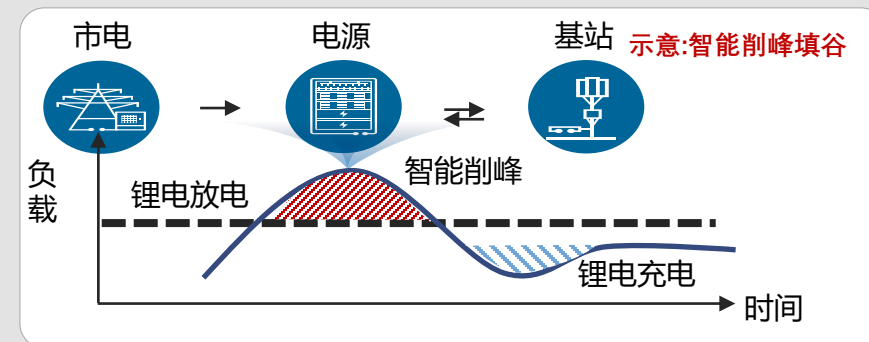 市电
电源
基站
示意:智能削峰填谷
负载
锂电放电
智能削峰
锂电充电
时间